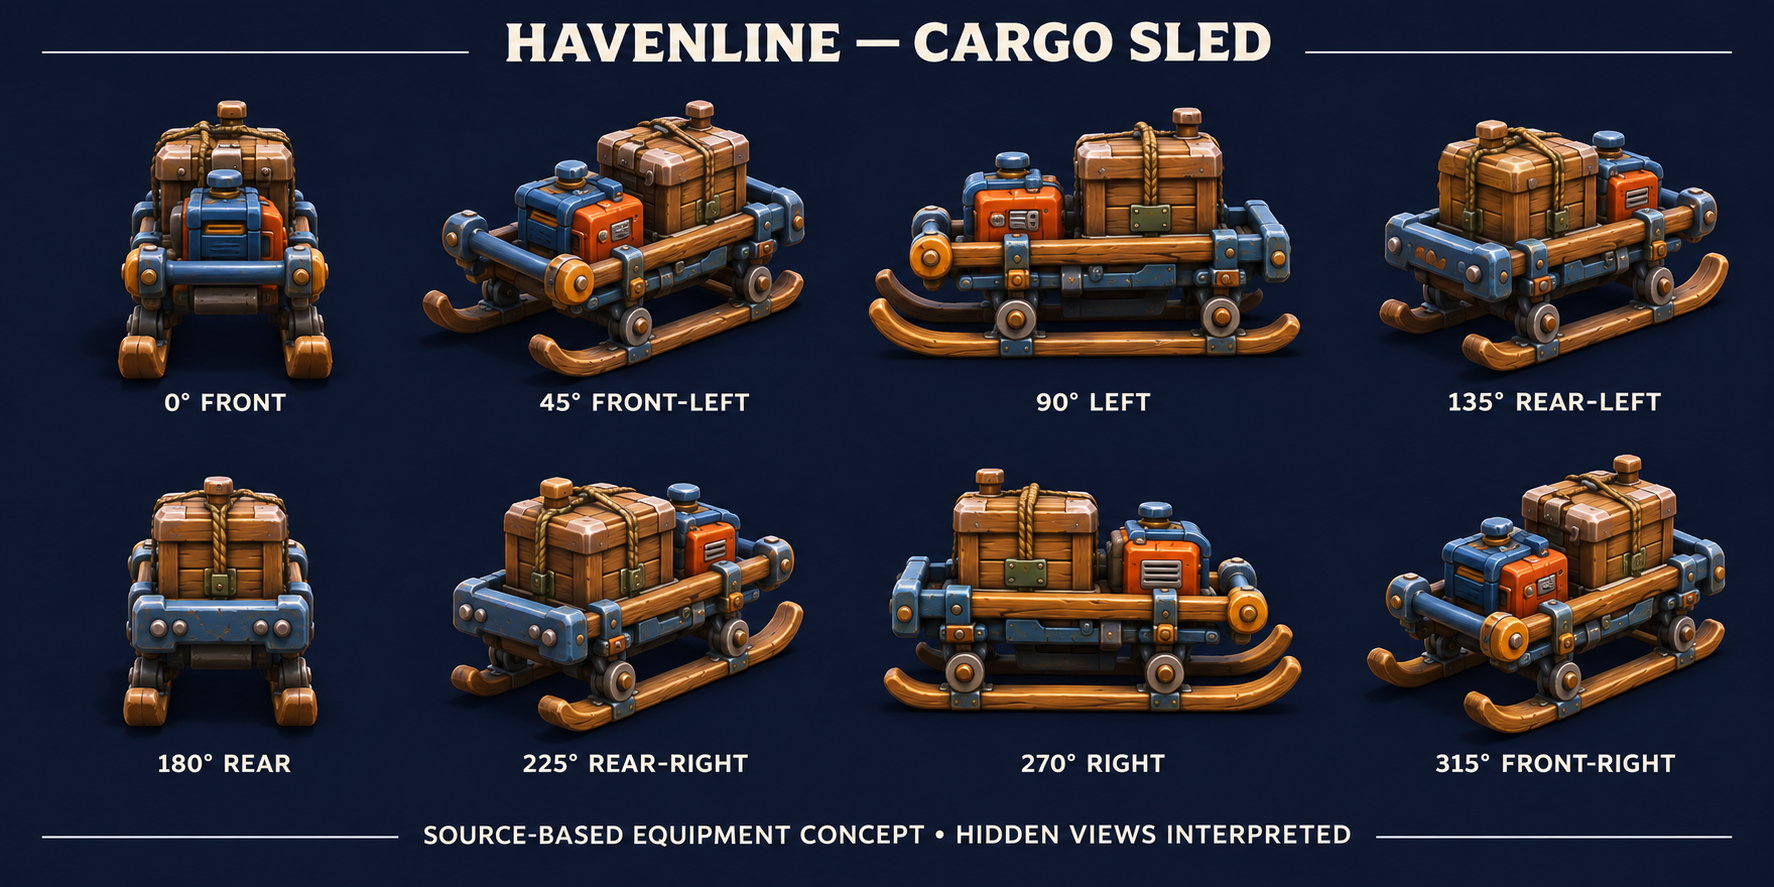 HAVENLINE — CARGO SLED
0° FRONT
45° FRONT-LEFT
90° LEFT
135° REAR-LEFT
180° REAR
225° REAR-RIGHT
270° RIGHT
315° FRONT-RIGHT
SOURCE-BASED EQUIPMENT CONCEPT • HIDDEN VIEWS INTERPRETED